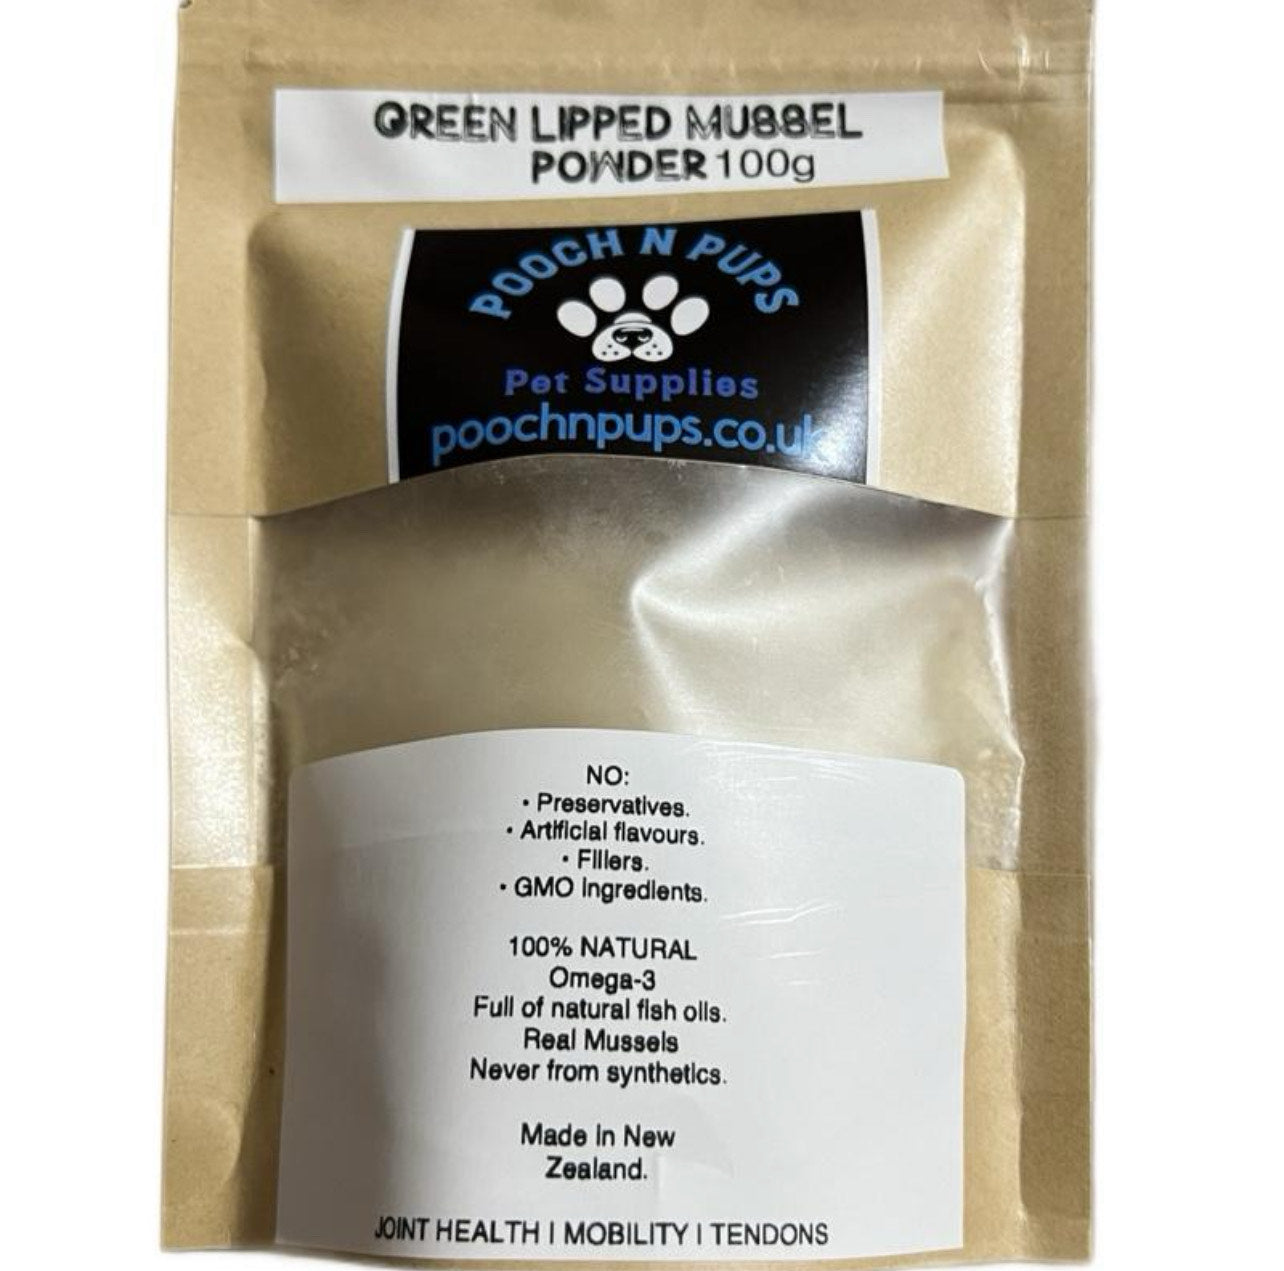 GREEN LIPPED MUSSEL
POWDER 100g
POOCH N PUPS
Pet Supplies
poochnpups.co.uk
NO:
• Preservatives.
• Artificial flavours.
• Fillers.
• GMO ingredients.
100% NATURAL
Omega-3
Full of natural fish oils.
Real Mussels
Never from synthetics.
Made in New
Zealand.
JOINT HEALTH | MOBILITY | TENDONS